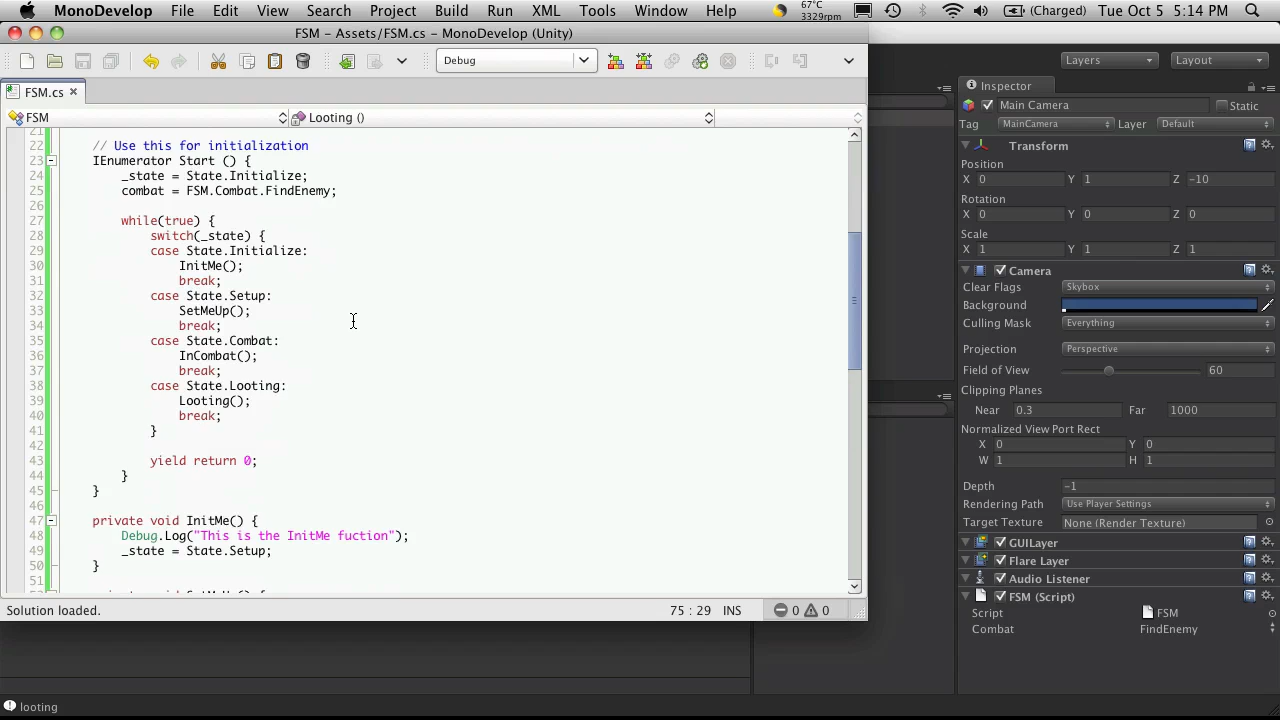 MonoDevelop File Edit View Search Project Build Run XML Tools Window Help 67°C 3329rpm (Charged) Tue Oct 5 5:14 PM
FSM – Assets/FSM.cs – MonoDevelop (Unity)
Debug
Layers Layout
FSM.cs
Inspector
Main Camera Static
FSM Looting ()
Tag MainCamera Layer Default
21
22 // Use this for initialization
23 IEnumerator Start () {
24 _state = State.Initialize;
25 combat = FSM.Combat.FindEnemy;
26
27 while(true) {
28 switch(_state) {
29 case State.Initialize:
30 InitMe();
31 break;
32 case State.Setup:
33 SetMeUp();
34 break;
35 case State.Combat:
36 InCombat();
37 break;
38 case State.Looting:
39 Looting();
40 break;
41 }
42
43 yield return 0;
44 }
45 }
46
47 private void InitMe() {
48 Debug.Log("This is the InitMe fuction");
49 _state = State.Setup;
50 }
51
Solution loaded. 75 : 29 INS 0 0
Transform
Position
X 0 Y 1 Z -10
Rotation
X 0 Y 0 Z 0
Scale
X 1 Y 1 Z 1
Camera
Clear Flags Skybox
Background
Culling Mask Everything
Projection Perspective
Field of View 60
Clipping Planes
Near 0.3 Far 1000
Normalized View Port Rect
X 0 Y 0
W 1 H 1
Depth -1
Rendering Path Use Player Settings
Target Texture None (Render Texture)
GUILayer
Flare Layer
Audio Listener
FSM (Script)
Script FSM
Combat FindEnemy
looting